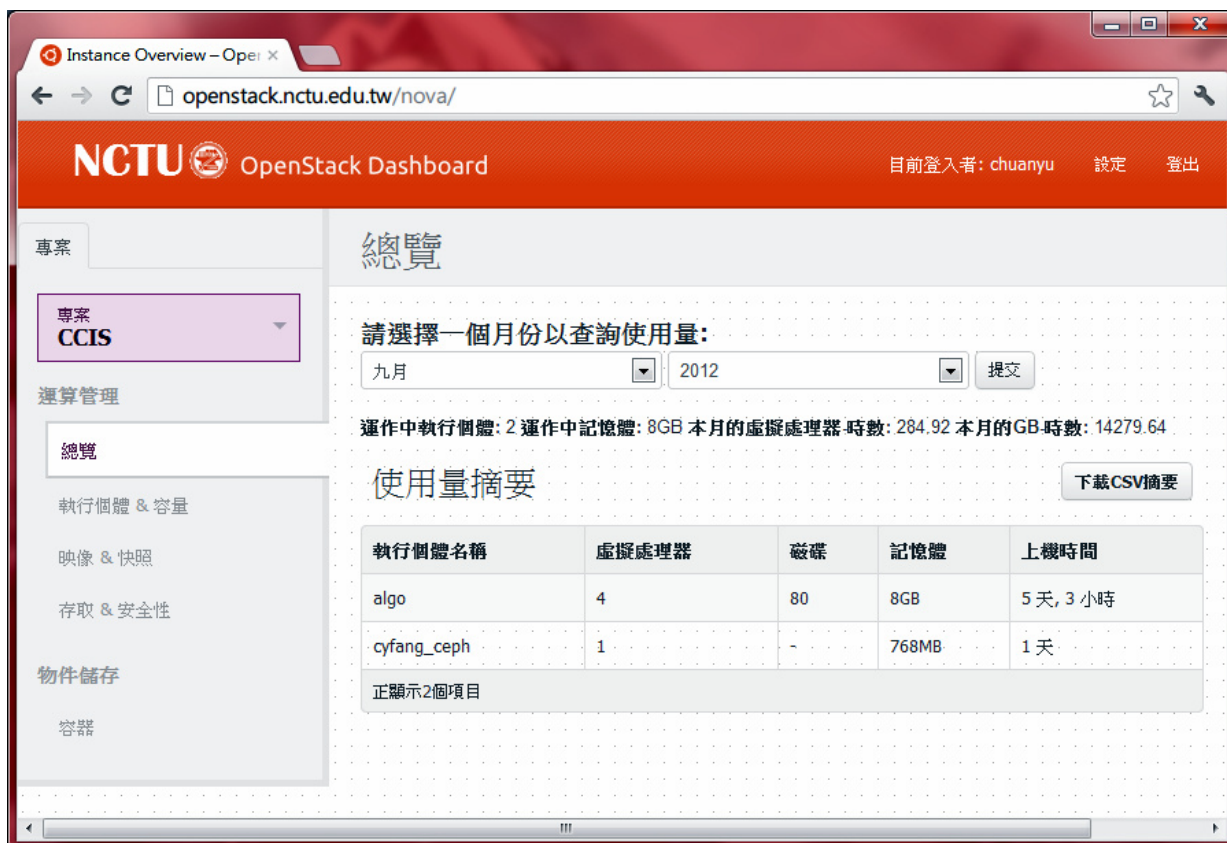 Instance Overview – Oper
openstack.nctu.edu.tw/nova/
NCTU OpenStack Dashboard
目前登入者: chuanyu 設定 登出
專案
總覽
專案
CCIS
運算管理
總覽
執行個體 & 容量
映像 & 快照
存取 & 安全性
物件儲存
容器
請選擇一個月份以查詢使用量:
九月 2012 提交
運作中執行個體: 2 運作中記憶體: 8GB 本月的虛擬處理器-時數: 284.92 本月的GB-時數: 14279.64
使用量摘要 下載CSV摘要
執行個體名稱 虛擬處理器 磁碟 記憶體 上機時間
algo 4 80 8GB 5 天, 3 小時
cyfang_ceph 1 - 768MB 1 天
正顯示2個項目